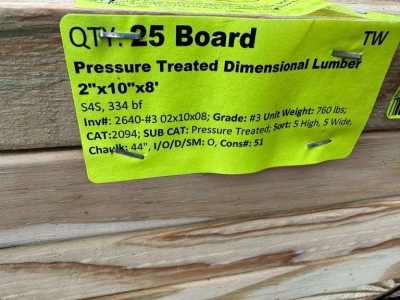 QTY: 25 Board TW
Pressure Treated Dimensional Lumber
2"x10"x8'
S4S, 334 bf
Inv#: 2640-#3 02x10x08; Grade: #3 Unit Weight: 760 lbs;
CAT:2094; SUB CAT: Pressure Treated; Sort: 5 High, 5 Wide,
Chaulk: 44", I/O/D/SM: O, Cons#: 51